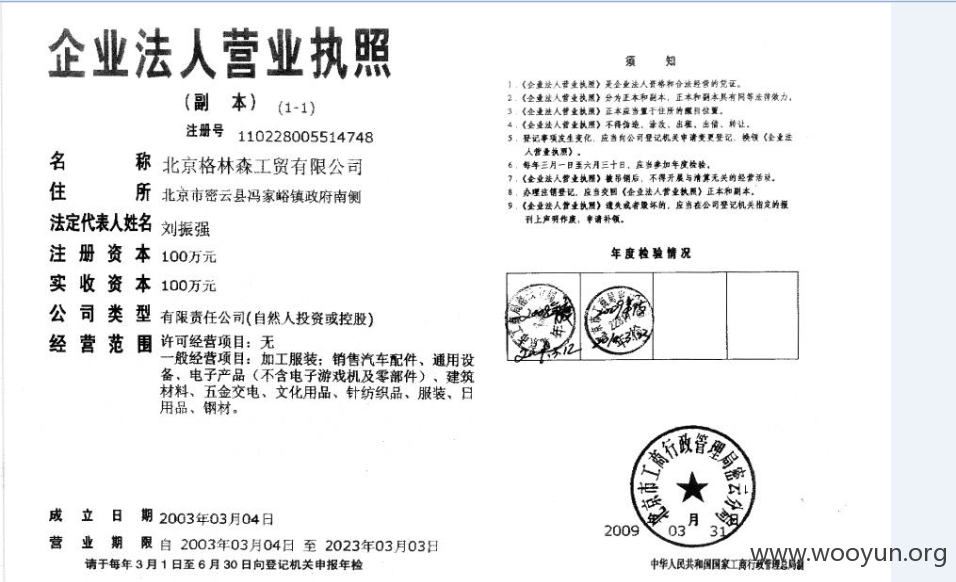 企业法人营业执照
（副 本） (1-1)
注册号 110228005514748
名 称 北京格林森工贸有限公司
住 所 北京市密云县冯家峪镇政府南侧
法定代表人姓名 刘振强
注 册 资 本 100万元
实 收 资 本 100万元
公 司 类 型 有限责任公司(自然人投资或控股)
经 营 范 围 许可经营项目：无
一般经营项目：加工服装；销售汽车配件、通用设
备、电子产品（不含电子游戏机及零部件）、建筑
材料、五金交电、文化用品、针纺织品、服装、日
用品、钢材。
成 立 日 期 2003年03月04日
营 业 期 限 自 2003年03月04日 至 2023年03月03日
请于每年3月1日至6月30日向登记机关申报年检
须 知
1．《企业法人营业执照》是企业法人资格和合法经营的凭证。
2．《企业法人营业执照》分为正本和副本，正本和副本具有同等法律效力。
3．《企业法人营业执照》正本应当置于住所的醒目位置。
4．《企业法人营业执照》不得伪造、涂改、出租、出借、转让。
5．登记事项发生变化，应当向公司登记机关申请变更登记，换领《企业法
人营业执照》。
6．每年三月一日至六月三十日，应当参加年度检验。
7．《企业法人营业执照》被吊销后，不得开展与清算无关的经营活动。
8．办理注销登记，应当交回《企业法人营业执照》正本和副本。
9．《企业法人营业执照》遗失或者毁坏的，应当在公司登记机关指定的报
刊上声明作废，申请补领。
年度检验情况
北京市工商行政管理局密云分局
2009 03 月 31
中华人民共和国国家工商行政管理总局制
www.wooyun.org